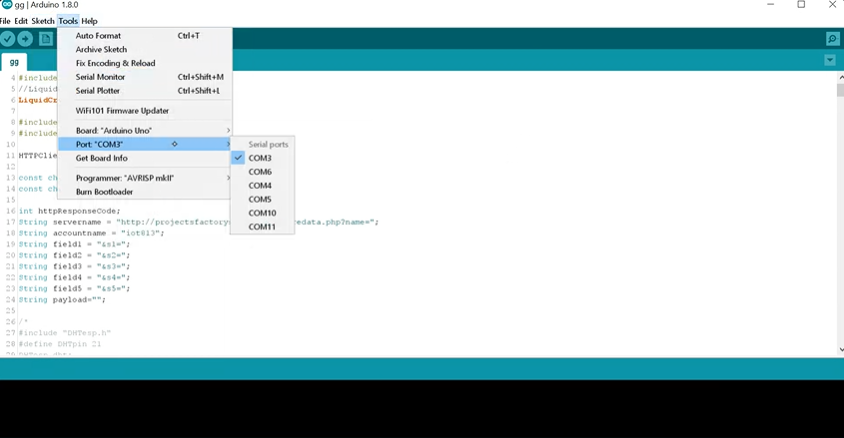 gg | Arduino 1.8.0
File Edit Sketch Tools Help
gg
Auto Format Ctrl+T
Archive Sketch
Fix Encoding & Reload
Serial Monitor Ctrl+Shift+M
Serial Plotter Ctrl+Shift+L
WiFi101 Firmware Updater
Board: "Arduino Uno"
Port: "COM3"
Get Board Info
Programmer: "AVRISP mkII"
Burn Bootloader
Serial ports
COM3
COM6
COM4
COM5
COM10
COM11
4 #include
5 //Liquid
6 LiquidCr
7
8 #include
9 #include
10
11 HTTPClie
12
13 const ch
14 const ch
15
16 int httpResponseCode;
17 String servername = "http://projectsfactory edata.php?name=";
18 String accountname = "iot813";
19 String field1 = "&s1=";
20 String field2 = "&s2=";
21 String field3 = "&s3=";
22 String field4 = "&s4=";
23 String field5 = "&s5=";
24 String payload="";
25
26 /*
27 #include "DHTesp.h"
28 #define DHTpin 21
29 DHTesp dht;